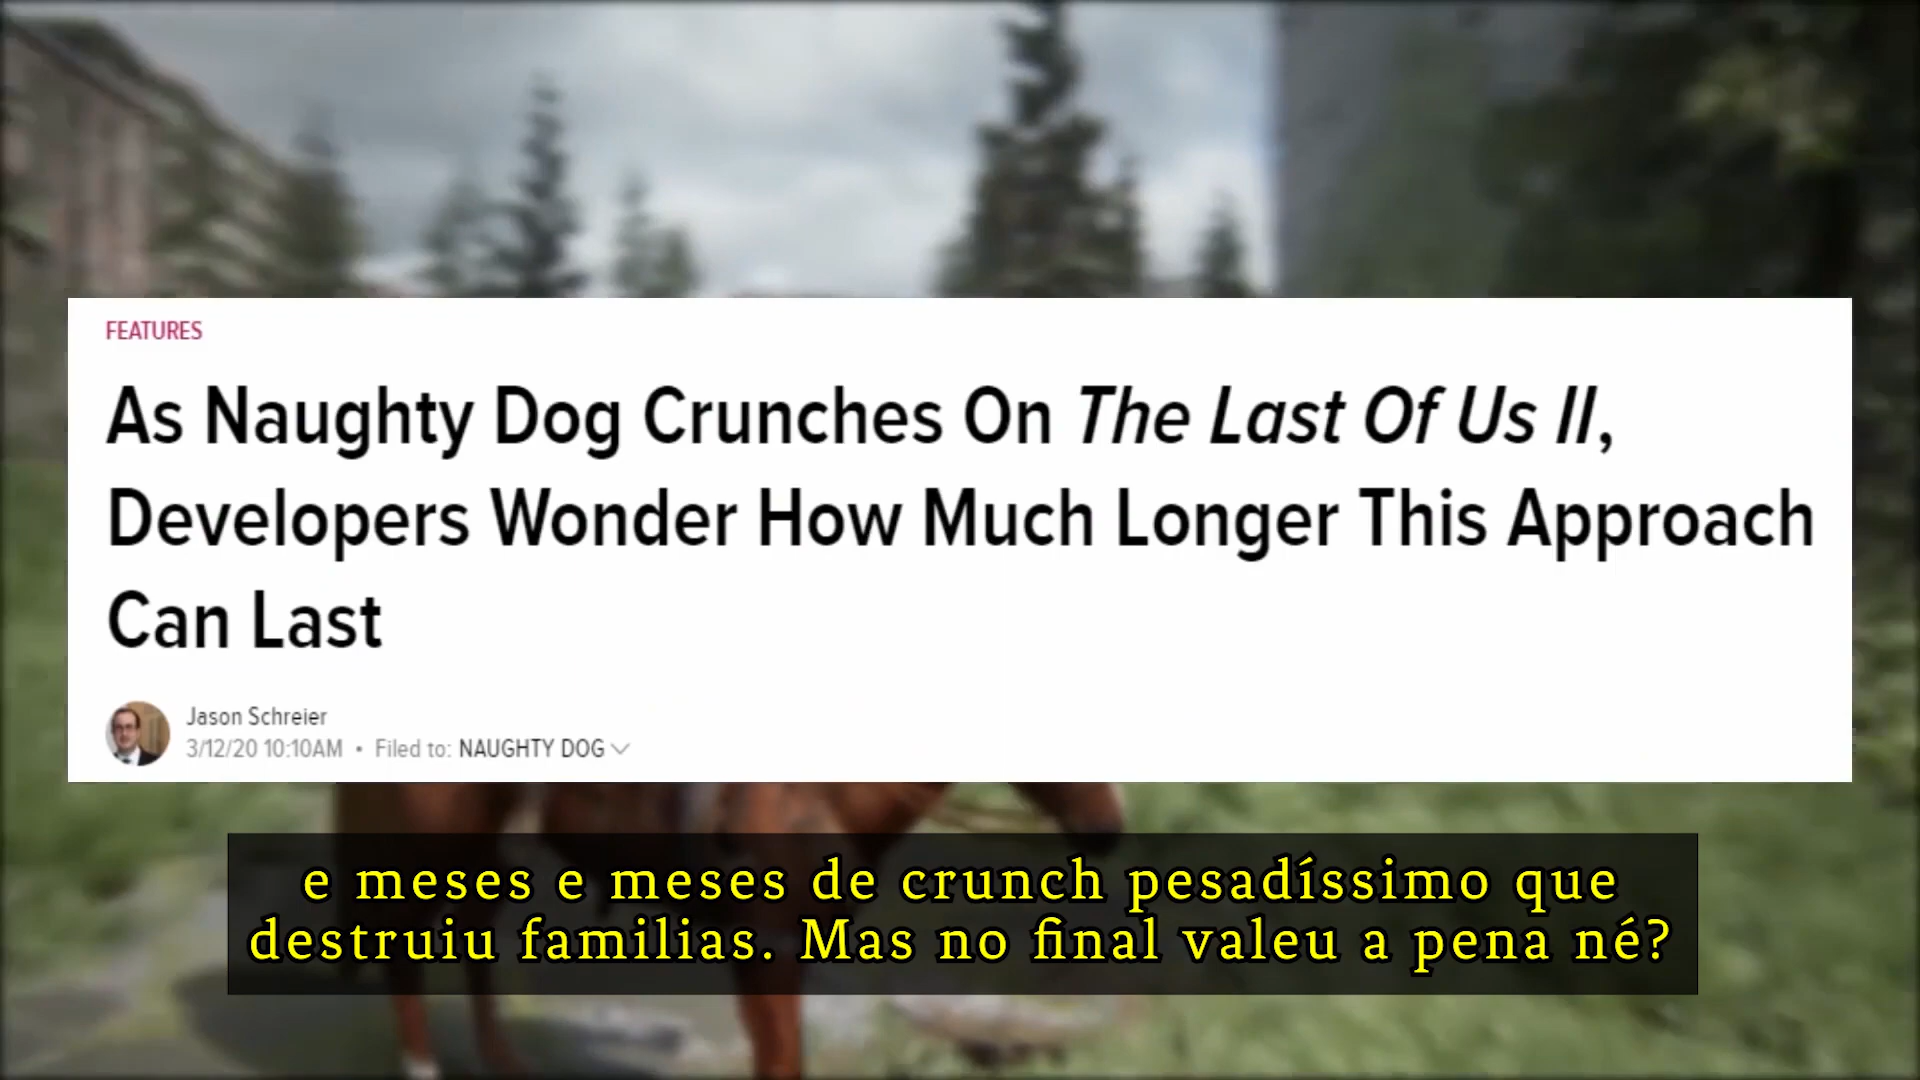 FEATURES
As Naughty Dog Crunches On The Last Of Us II,
Developers Wonder How Much Longer This Approach
Can Last
Jason Schreier
3/12/20 10:10AM • Filed to: NAUGHTY DOG
e meses e meses de crunch pesadíssimo que
destruiu familias. Mas no final valeu a pena né?